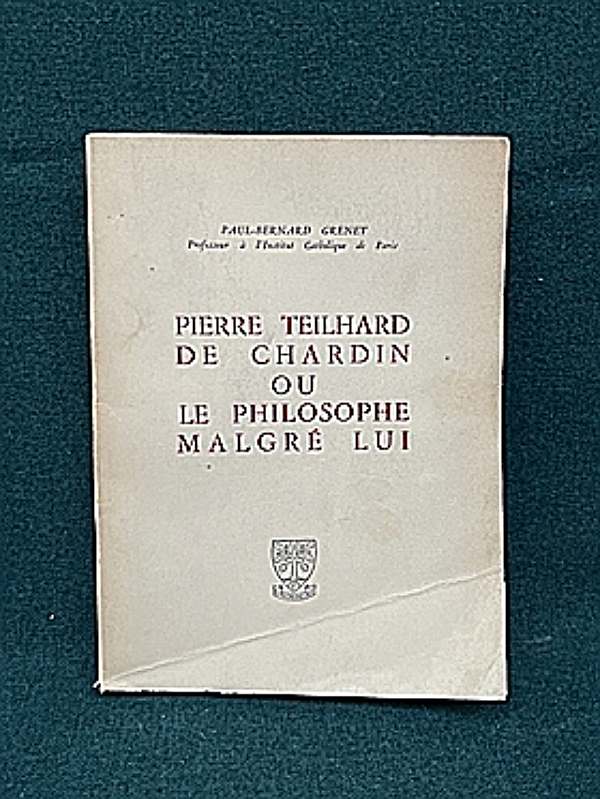 PAUL-BERNARD GRENET
Professeur à l'Institut Catholique de Paris
PIERRE TEILHARD
DE CHARDIN
OU
LE PHILOSOPHE
MALGRÉ LUI